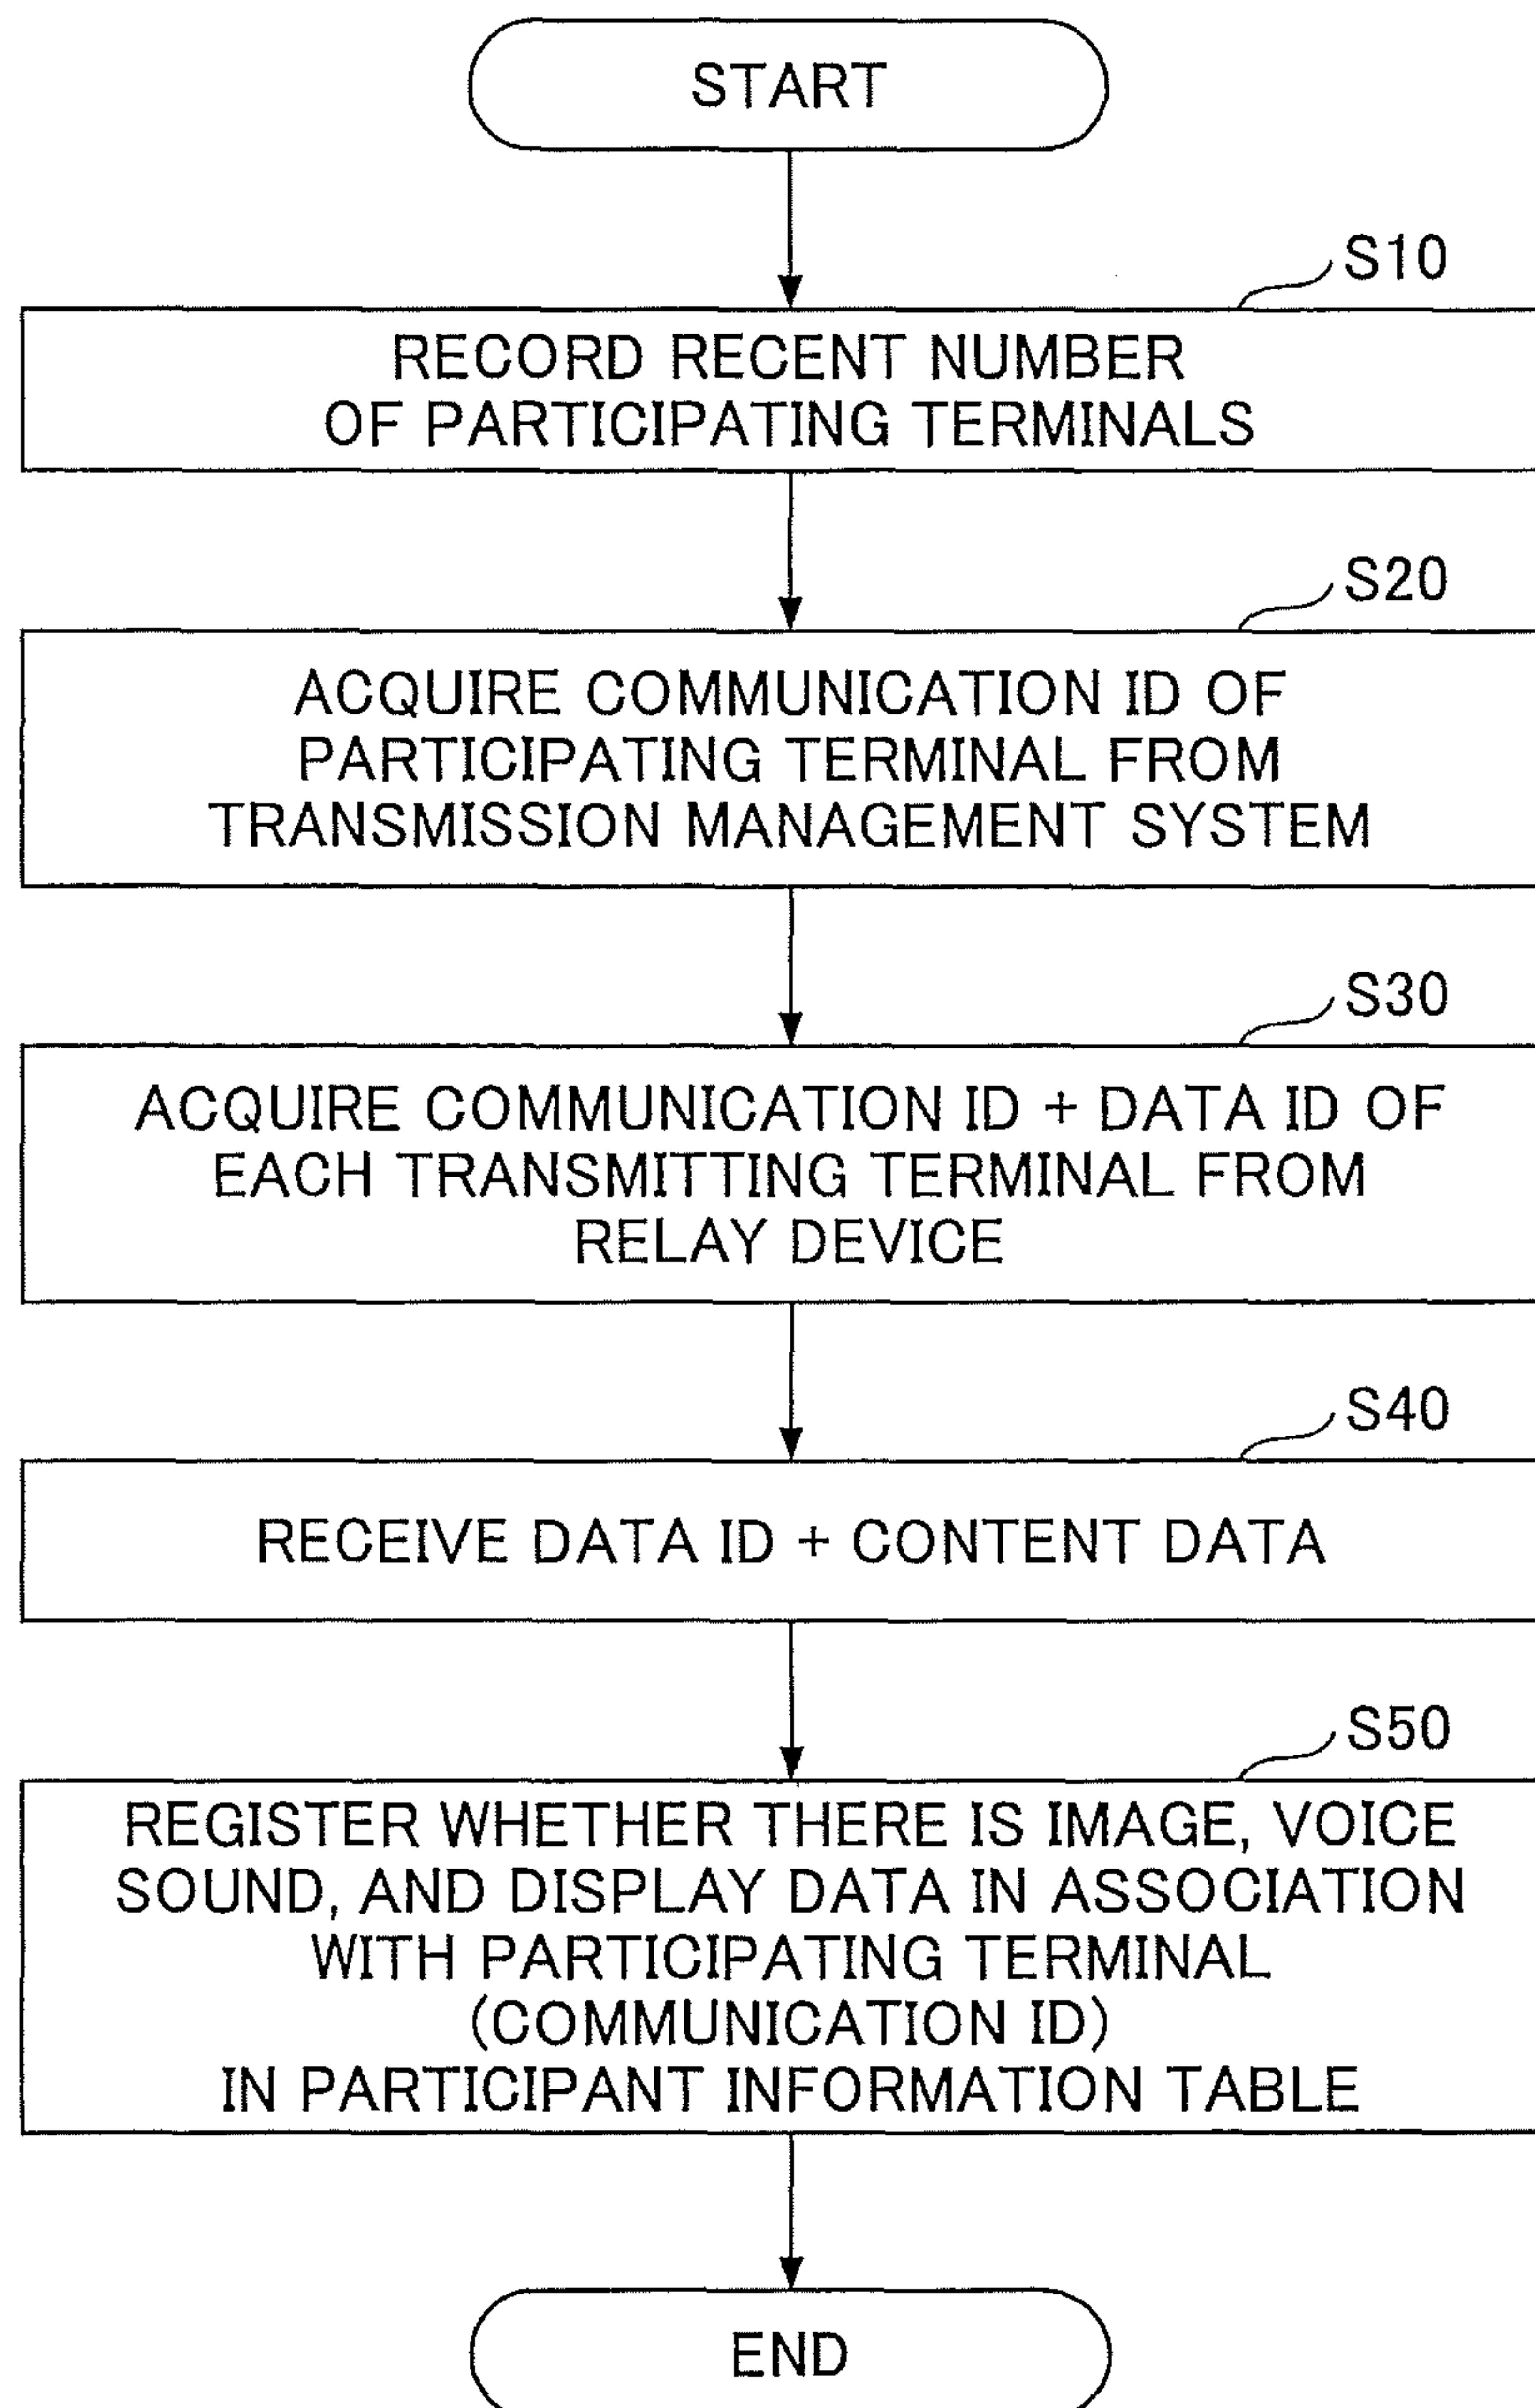 START
S10
RECORD RECENT NUMBER
OF PARTICIPATING TERMINALS
S20
ACQUIRE COMMUNICATION ID OF
PARTICIPATING TERMINAL FROM
TRANSMISSION MANAGEMENT SYSTEM
S30
ACQUIRE COMMUNICATION ID + DATA ID OF
EACH TRANSMITTING TERMINAL FROM
RELAY DEVICE
S40
RECEIVE DATA ID + CONTENT DATA
S50
REGISTER WHETHER THERE IS IMAGE, VOICE
SOUND, AND DISPLAY DATA IN ASSOCIATION
WITH PARTICIPATING TERMINAL
(COMMUNICATION ID)
IN PARTICIPANT INFORMATION TABLE
END